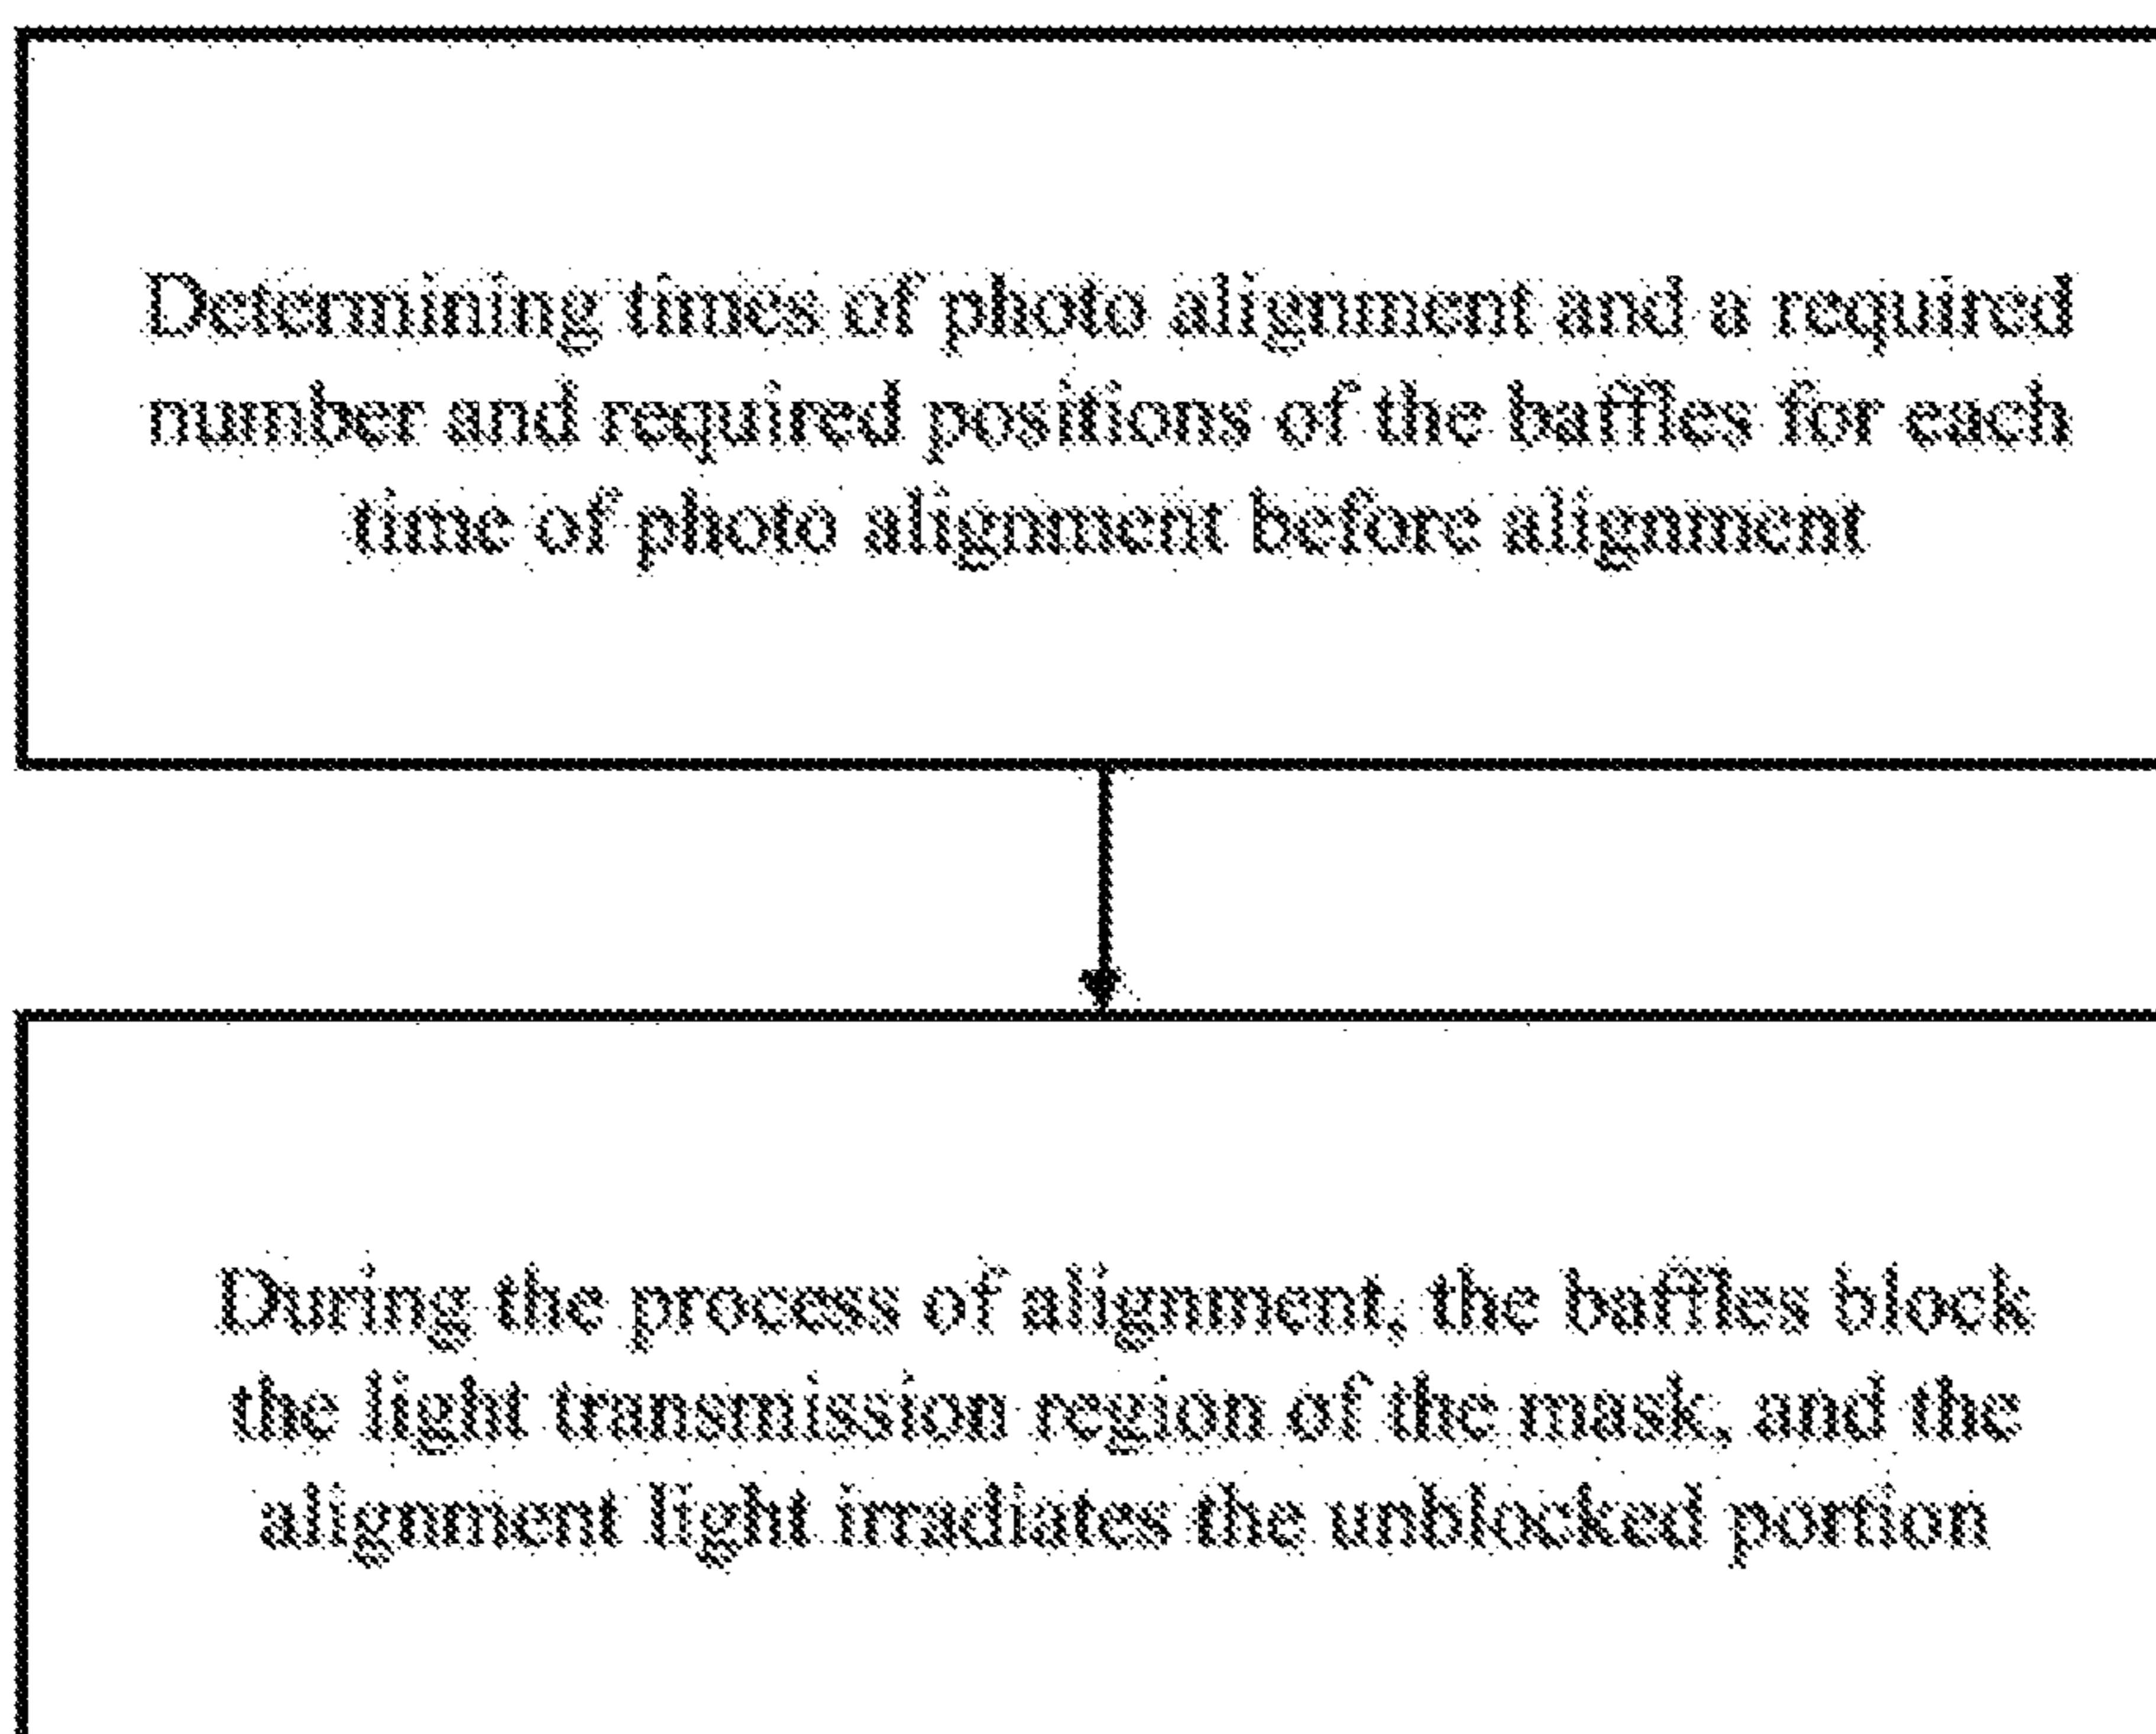 Determining times of photo alignment and a required
number and required positions of the baffles for each
time of photo alignment before alignment
During the process of alignment, the baffles block
the light transmission region of the mask, and the
alignment light irradiates the unblocked portion